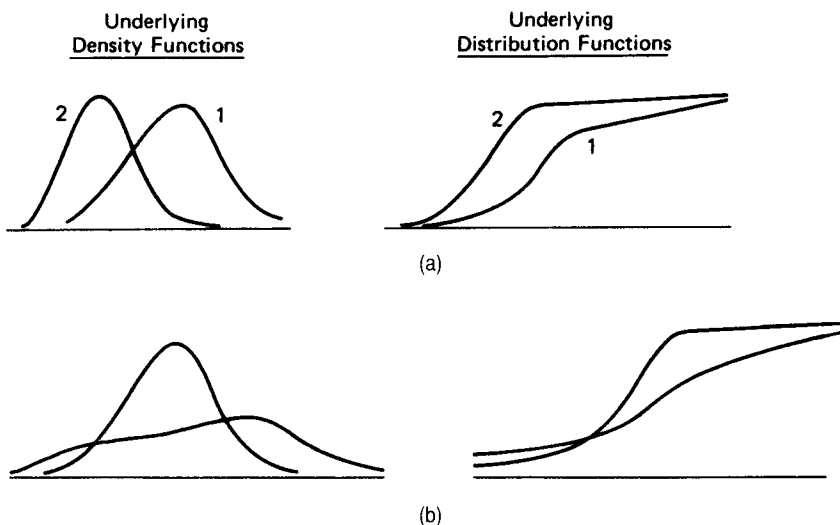 Underlying
Density Functions
Underlying
Distribution Functions
2
1
2
1
(a)
(b)